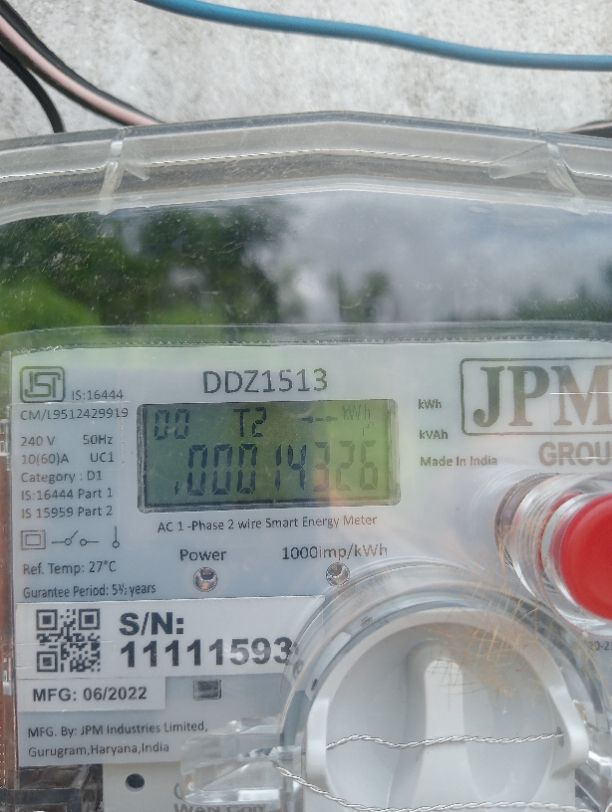 DDZ1513
IS:16444
CM/L9512429919
240 V 50Hz
10(60)A UC1
Category : D1
IS:16444 Part 1
IS 15959 Part 2
00 T2 kWh
.00014326
kWh
kVAh
Made In India
JPM
GROU
AC 1 -Phase 2 wire Smart Energy Meter
Power 1000imp/kWh
Ref. Temp: 27°C
Gurantee Period: 5½ years
S/N:
11111593
MFG: 06/2022
MFG. By: JPM Industries Limited,
Gurugram,Haryana,India